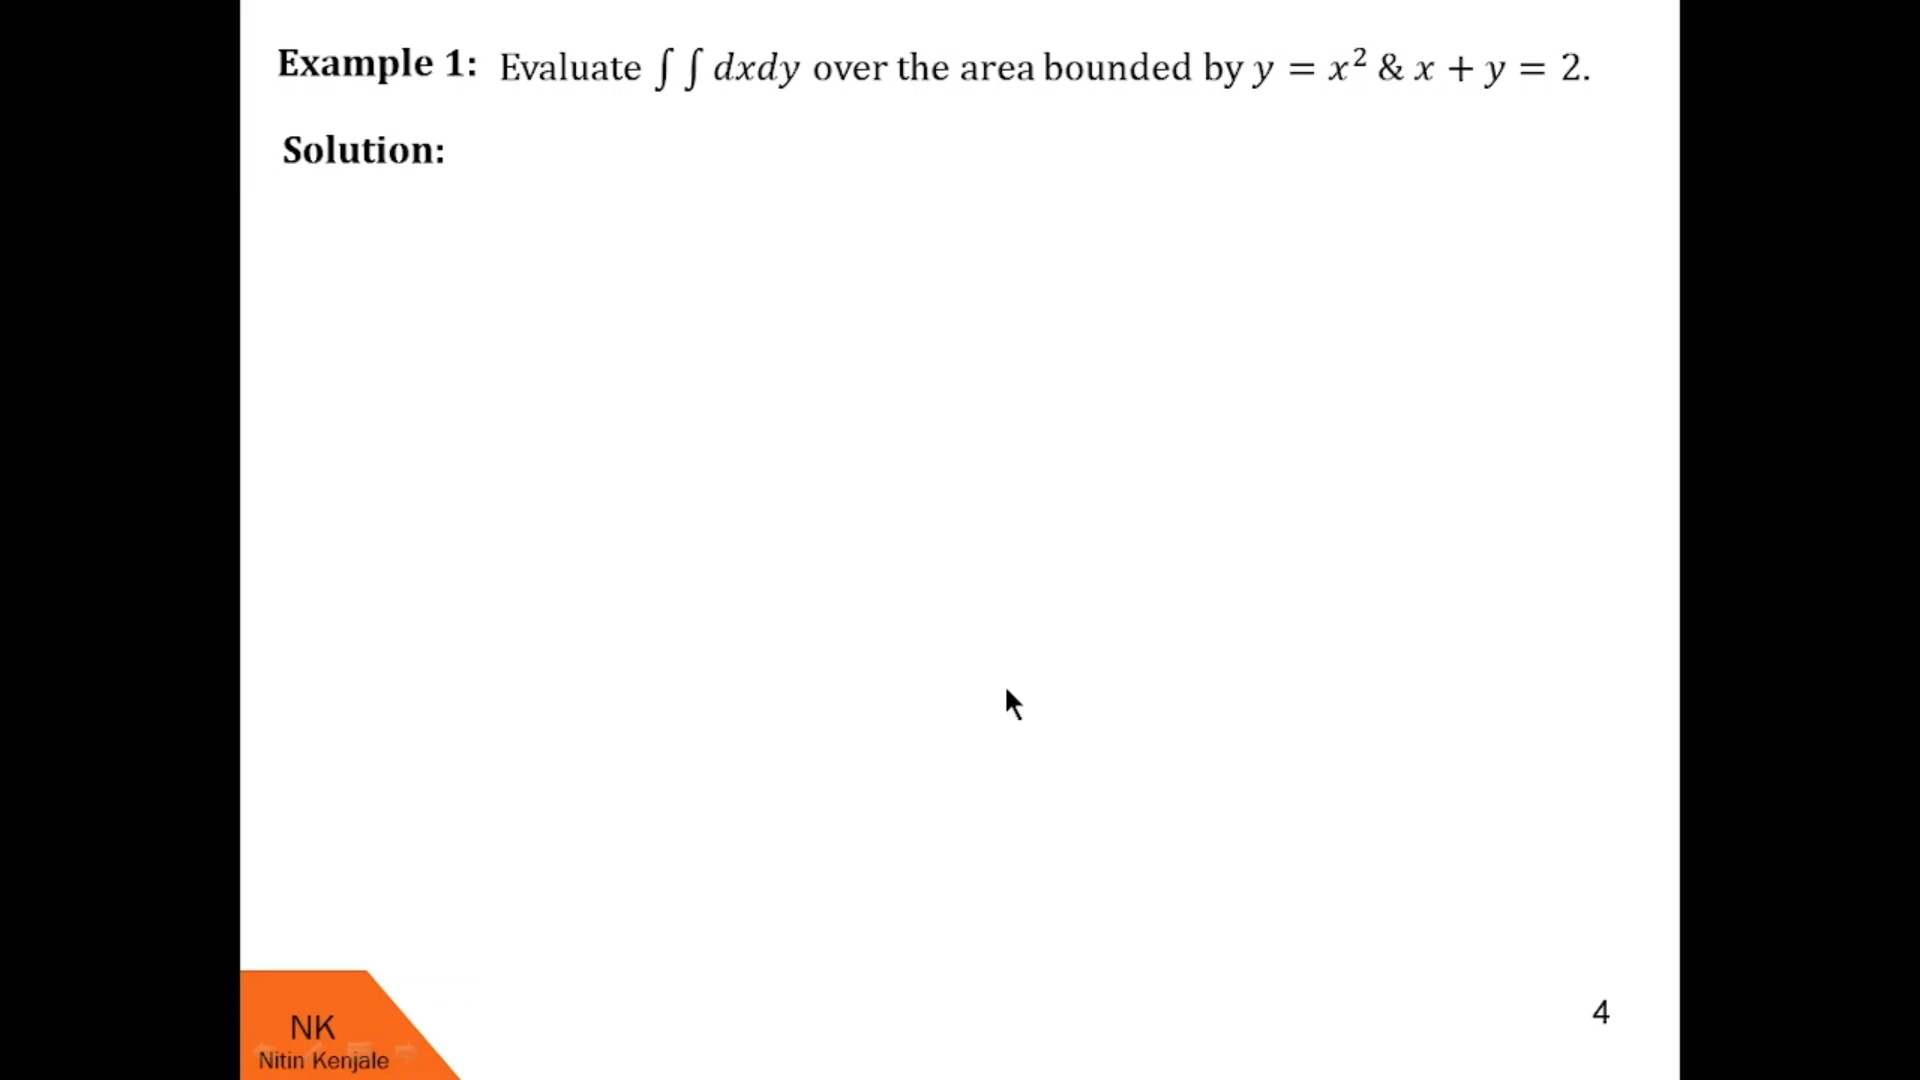 Example 1: Evaluate ∫ ∫ dxdy over the area bounded by y = x² & x + y = 2.
Solution:
NK
Nitin Kenjale
4